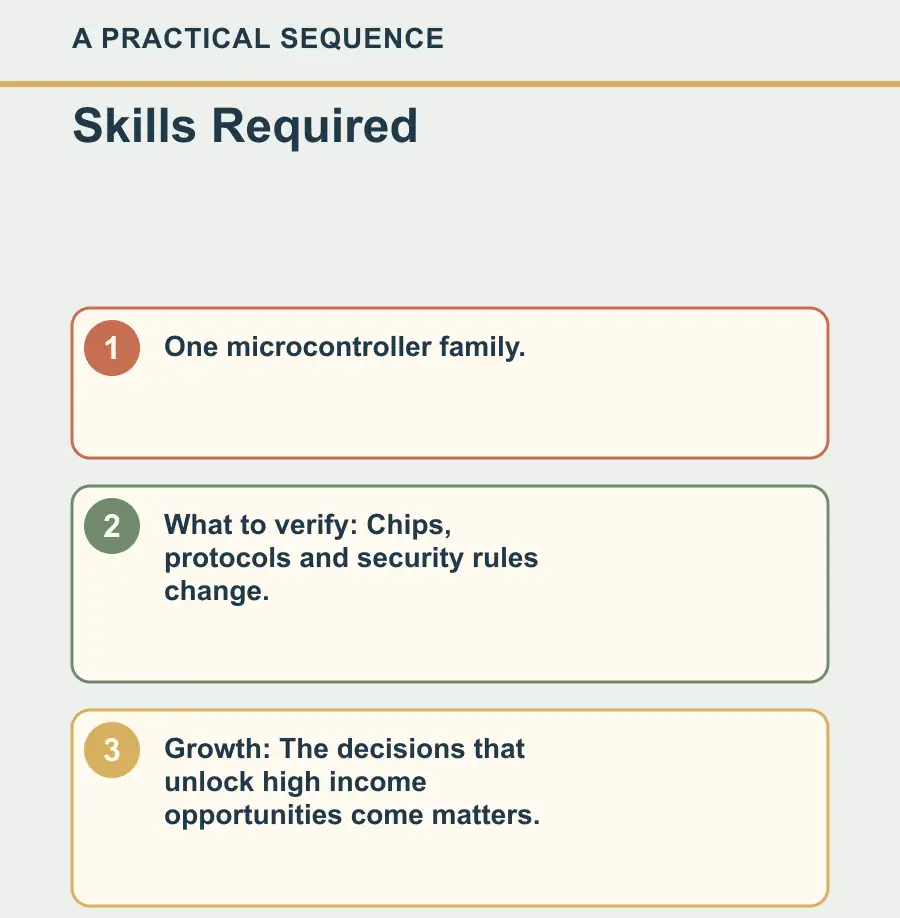 A PRACTICAL SEQUENCE
Skills Required
1
One microcontroller family.
2
What to verify: Chips,
protocols and security rules
change.
3
Growth: The decisions that
unlock high income
opportunities come matters.